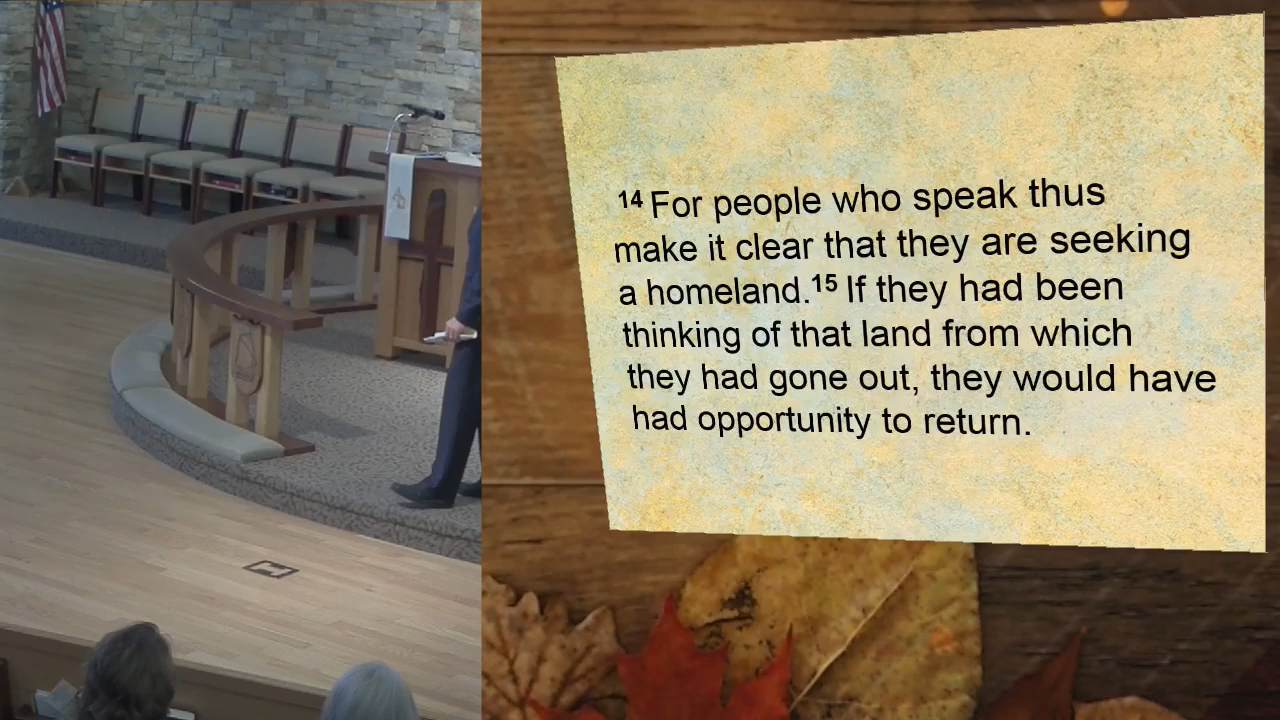 14 For people who speak thus
make it clear that they are seeking
a homeland.15 If they had been
thinking of that land from which
they had gone out, they would have
had opportunity to return.